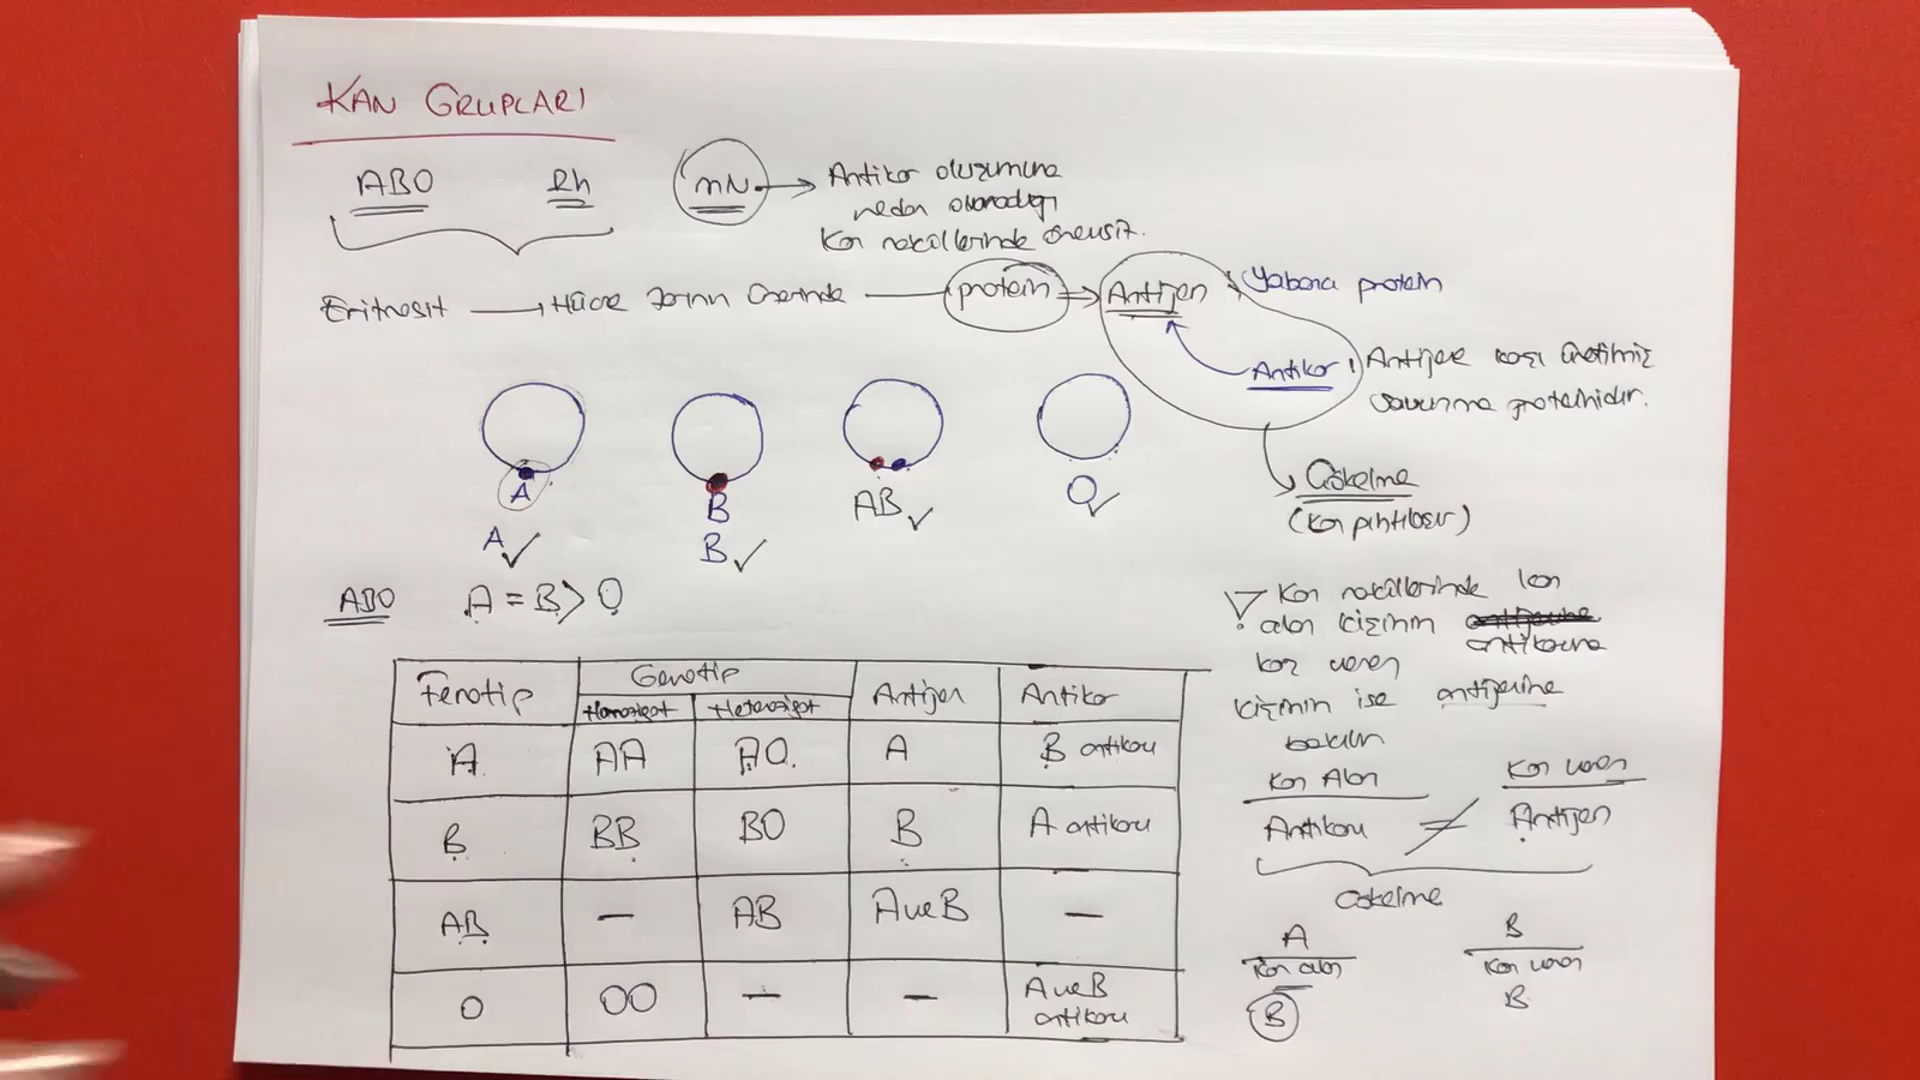 KAN GRUPLARI
ABO Rh MN → Antikor oluşumuna
neden olmadığı
Kan nakillerinde önemsiz.
Eritrosit → Hücre zarının üzerinde — protein ⇒ Antijen : Yabancı protein
Antikor : Antijene karşı üretilmiş
savunma proteinidir.
A B AB ✓ O ✓
A ✓ B ✓
Çökelme
(Kan pıhtılaşır)
ABO A = B > O
Kan nakillerinde kan
alan kişinin antikoruna
kan veren
kişinin ise antijenine
bakılır
Fenotip Genotip Antijen Antikor
Homozigot Heterozigot
A AA AO A B antikoru
B BB BO B A antikoru
AB — AB A ve B —
O OO — — A ve B
antikoru
Kan Alan Kan veren
Antikoru ≠ Antijen
Çökelme
A B
Kan alan Kan veren
B B